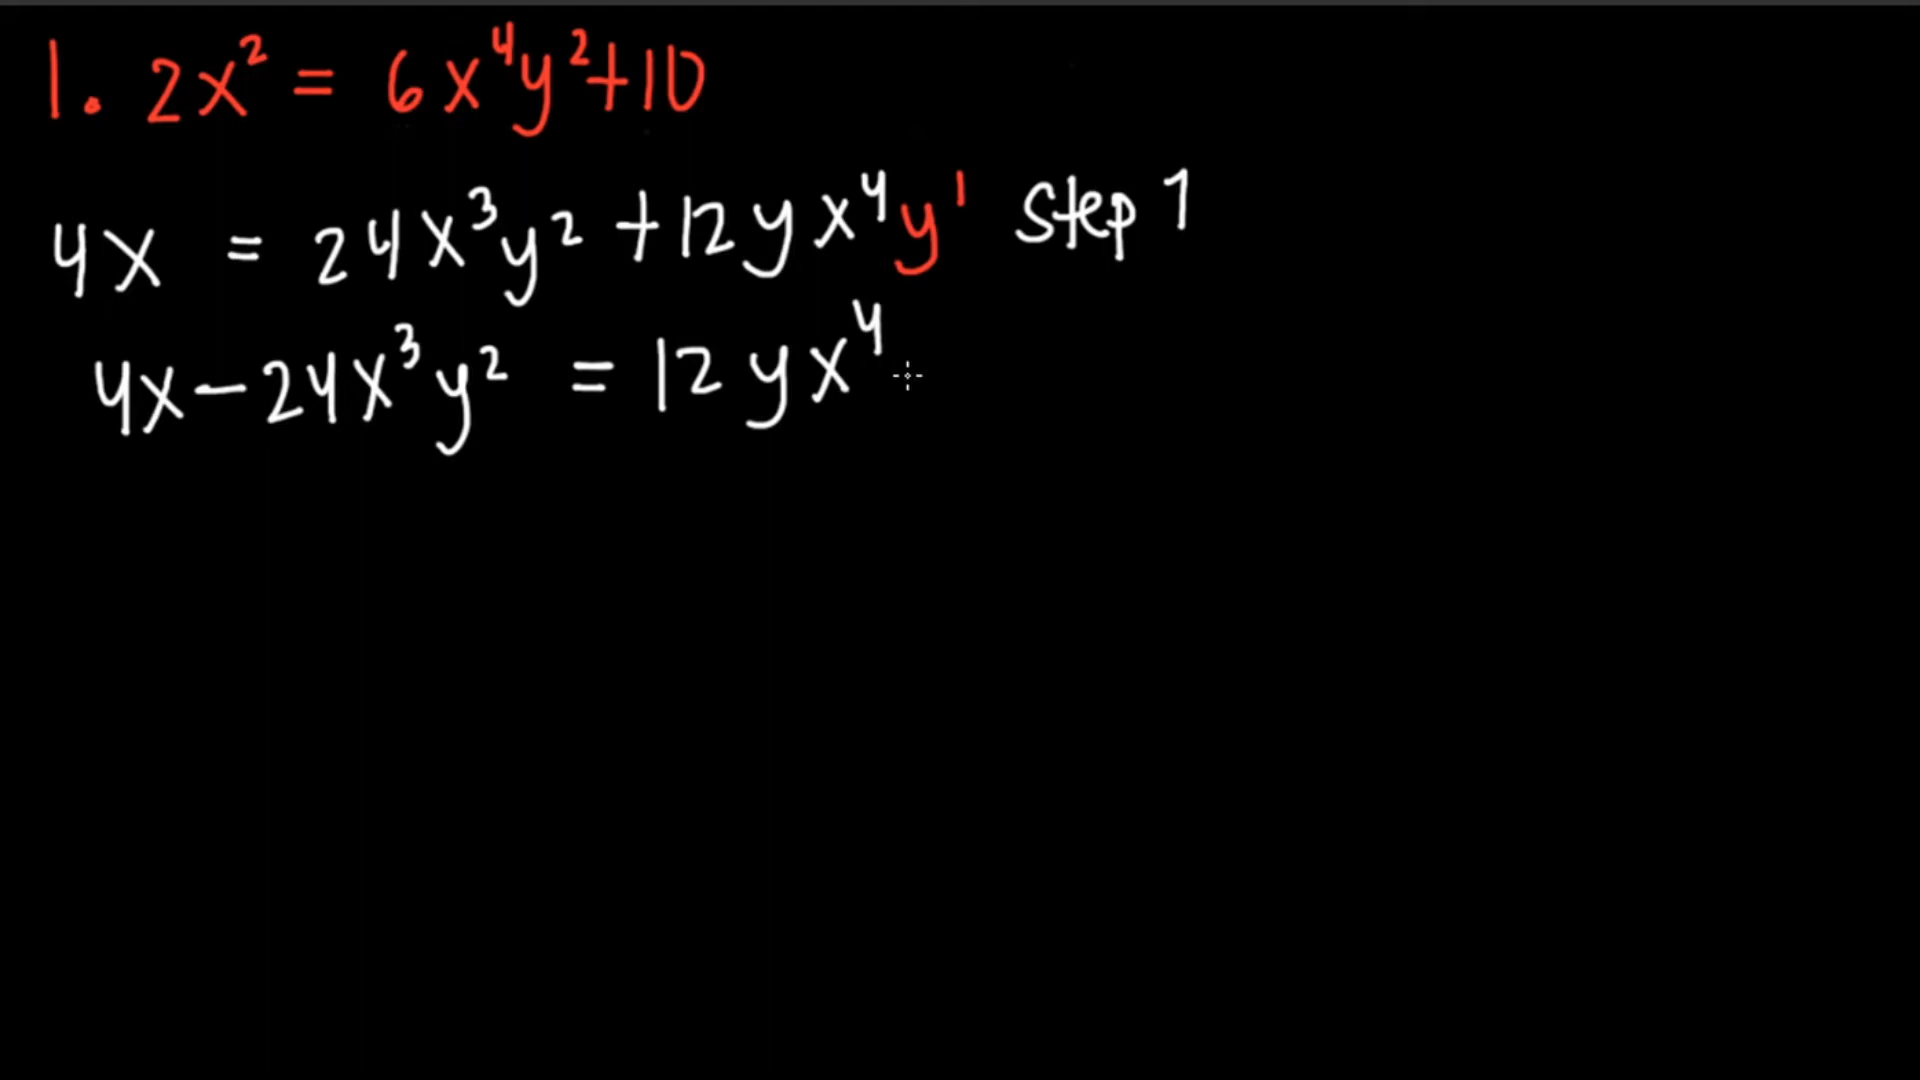 1. 2x² = 6x⁴y²+10
4x = 24x³y² + 12yx⁴y' Step 1
4x - 24x³y² = 12yx⁴